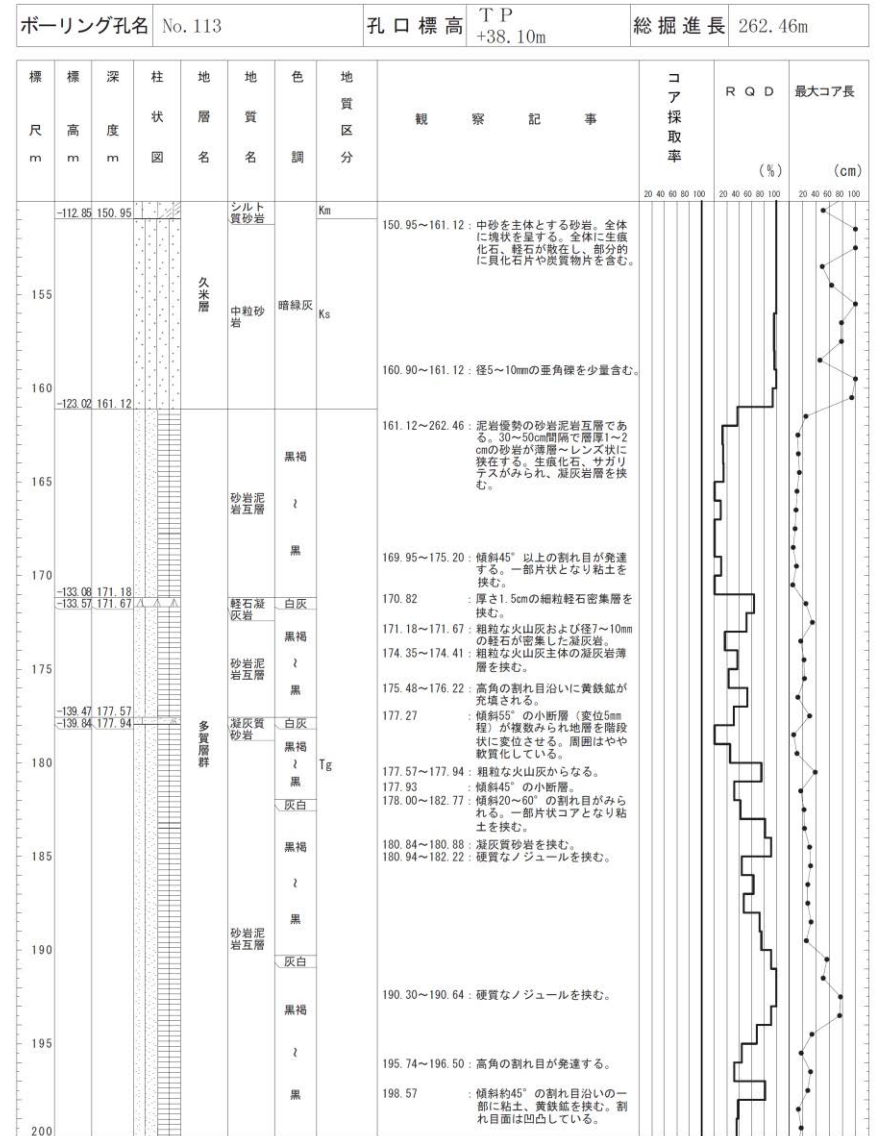 ボーリング孔名 No. 113 孔口標高 TP +38.10m 総掘進長 262.46m
標尺 m
標高 m
深度 m
柱状図
地層名
地質名
色調
地質区分
観察記事
コア採取率
RQD (%)
最大コア長 (cm)
20 40 60 80 100 20 40 60 80 100 20 40 60 80 100
-112.85 150.95 シルト質砂岩 Km
150.95～161.12 : 中砂を主体とする砂岩。全体
に塊状を呈する。全体に生痕
化石、軽石が散在し、部分的
に貝化石片や炭質物片を含む。
155
久米層
中粒砂岩
暗緑灰
Ks
160
160.90～161.12 : 径5～10mmの亜角礫を少量含む。
-123.02 161.12
161.12～262.46 : 泥岩優勢の砂岩泥岩互層であ
る。30～50cm間隔で層厚1～2
cmの砂岩が薄層～レンズ状に
狭在する。生痕化石、サガリ
テスがみられ、凝灰岩層を挟
む。
黒褐
～
黒
165
砂岩泥岩互層
169.95～175.20 : 傾斜45°以上の割れ目が発達
する。一部片状となり粘土を
挟む。
170
170.82 : 厚さ1.5cmの細粒軽石密集層を
挟む。
-133.08 171.18
-133.57 171.67 軽石凝灰岩 白灰
171.18～171.67 : 粗粒な火山灰および径7～10mm
の軽石が密集した凝灰岩。
174.35～174.41 : 粗粒な火山灰主体の凝灰岩薄
層を挟む。
砂岩泥岩互層
黒褐
～
黒
175
175.48～176.22 : 高角の割れ目沿いに黄鉄鉱が
充填される。
177.27 : 傾斜55°の小断層（変位5mm
程）が複数みられ地層を階段
状に変位させる。周囲はやや
軟質化している。
-139.47 177.57
-139.84 177.94 凝灰質砂岩 白灰
多賀層群
Tg
180
黒褐
～
黒
177.57～177.94 : 粗粒な火山灰からなる。
177.93 : 傾斜45°の小断層。
178.00～182.77 : 傾斜20～60°の割れ目がみら
れる。一部片状コアとなり粘
土を挟む。
灰白
180.84～180.88 : 凝灰質砂岩を挟む。
180.94～182.22 : 硬質なノジュールを挟む。
185
黒褐
～
黒
砂岩泥岩互層
190
灰白
190.30～190.64 : 硬質なノジュールを挟む。
黒褐
～
黒
195
195.74～196.50 : 高角の割れ目が発達する。
198.57 : 傾斜約45°の割れ目沿いの一
部に粘土、黄鉄鉱を挟む。割
れ目面は凹凸している。
200